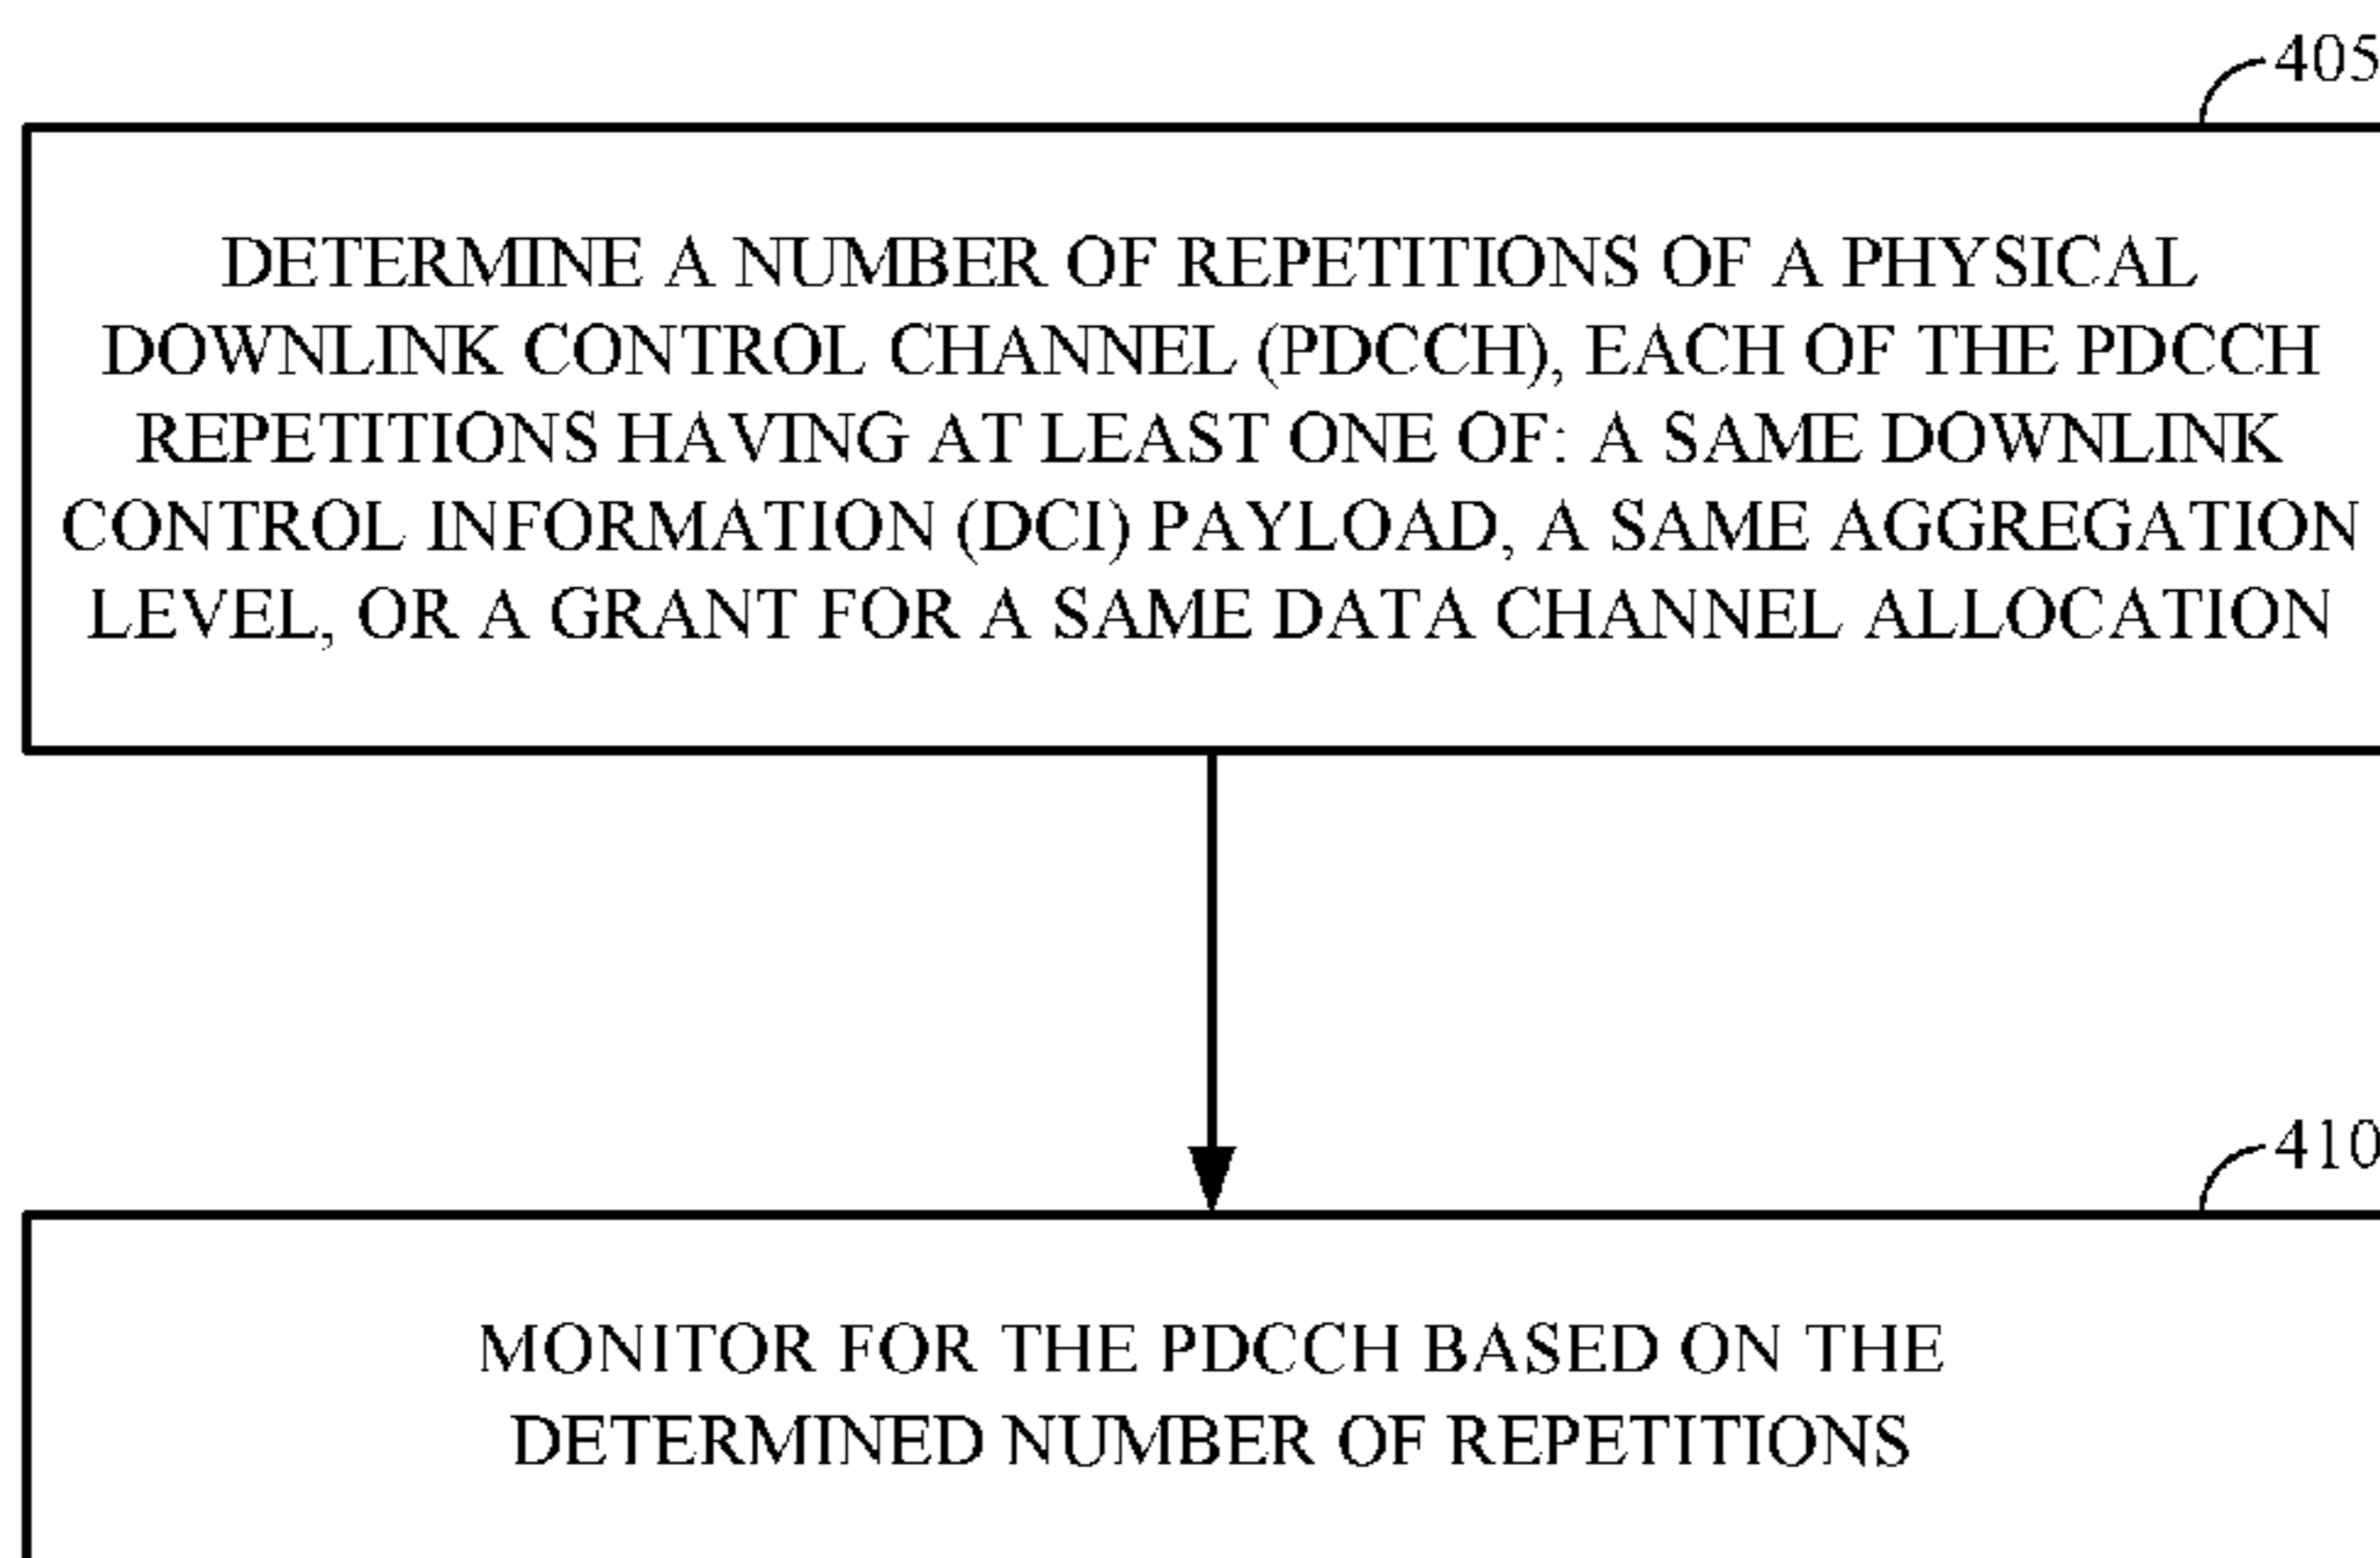 405
DETERMINE A NUMBER OF REPETITIONS OF A PHYSICAL
DOWNLINK CONTROL CHANNEL (PDCCH), EACH OF THE PDCCH
REPETITIONS HAVING AT LEAST ONE OF: A SAME DOWNLINK
CONTROL INFORMATION (DCI) PAYLOAD, A SAME AGGREGATION
LEVEL, OR A GRANT FOR A SAME DATA CHANNEL ALLOCATION
410
MONITOR FOR THE PDCCH BASED ON THE
DETERMINED NUMBER OF REPETITIONS